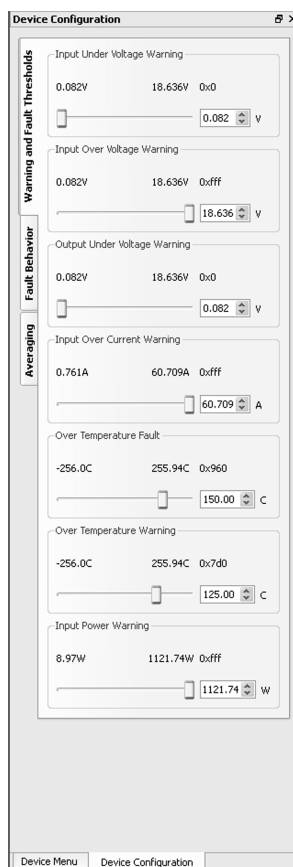 Device Configuration
Warning and Fault Thresholds
Fault Behavior
Averaging
Input Under Voltage Warning
0.082V 18.636V 0x0
0.082 V
Input Over Voltage Warning
0.082V 18.636V 0xfff
18.636 V
Output Under Voltage Warning
0.082V 18.636V 0x0
0.082 V
Input Over Current Warning
0.761A 60.709A 0xfff
60.709 A
Over Temperature Fault
-256.0C 255.94C 0x960
150.00 C
Over Temperature Warning
-256.0C 255.94C 0x7d0
125.00 C
Input Power Warning
8.97W 1121.74W 0xfff
1121.74 W
Device Menu Device Configuration